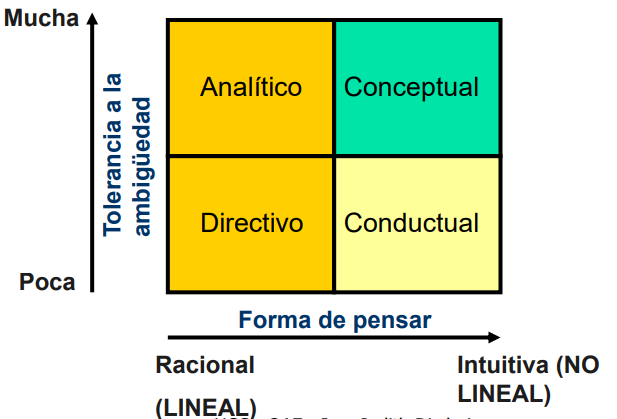 Mucha
Tolerancia a la
ambigüedad
Analítico
Conceptual
Directivo
Conductual
Poca
Forma de pensar
Racional
(LINEAL)
Intuitiva (NO
LINEAL)